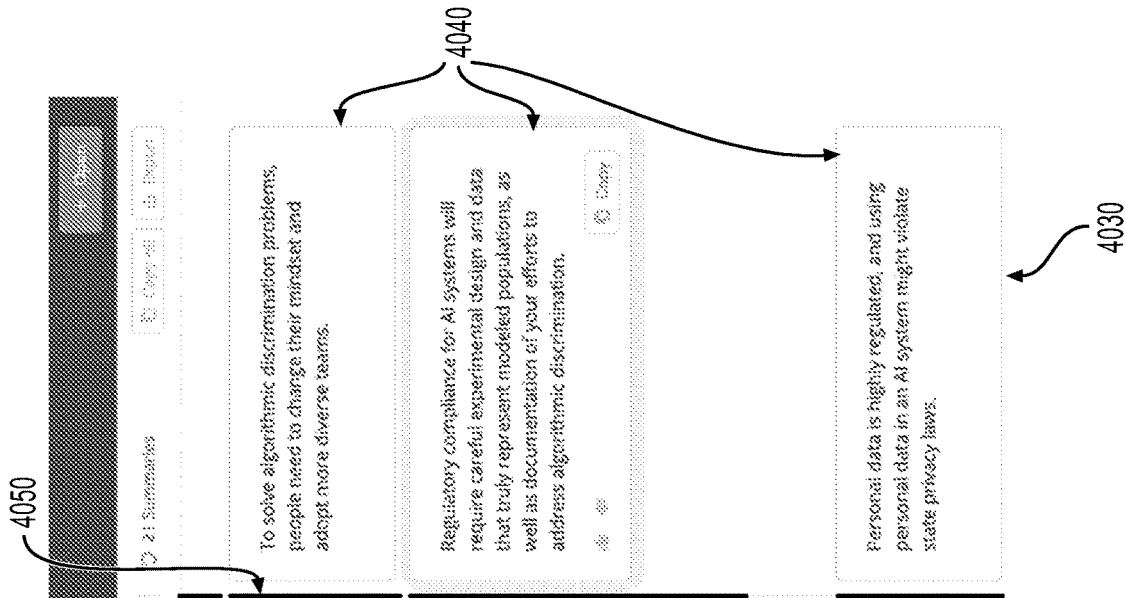 4050
4040
21 Summaries
Copy All
Export
To solve algorithmic discrimination problems,
people need to change their mindset and
adopt more diverse teams.
Regulatory compliance for AI systems will
require careful experimental design and data
that truly represent modeled populations, as
well as documentation of your efforts to
address algorithmic discrimination.
Copy
Personal data is highly regulated, and using
personal data in an AI system might violate
state privacy laws.
4030